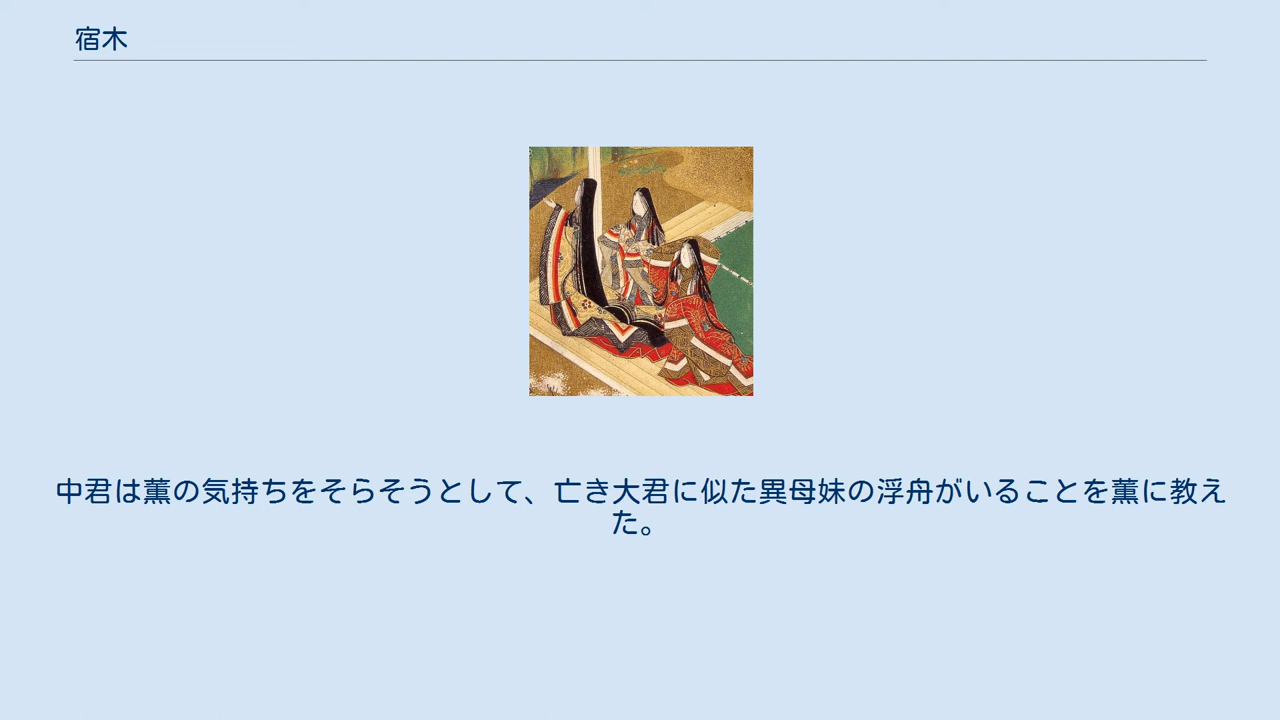 宿木
中君は薫の気持ちをそらそうとして、亡き大君に似た異母妹の浮舟がいることを薫に教え
た。